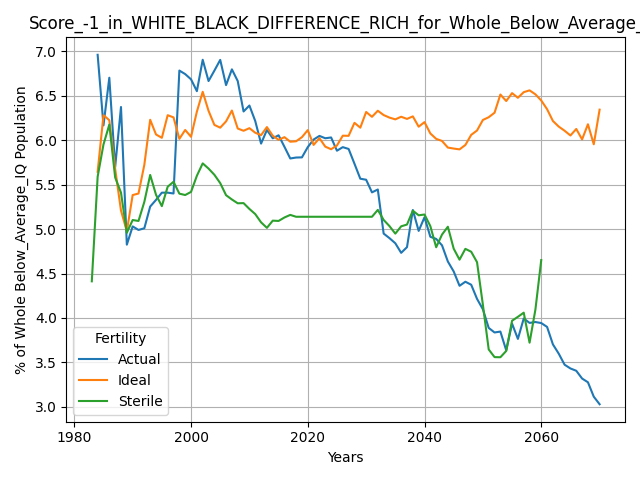 Score_-1_in_WHITE_BLACK_DIFFERENCE_RICH_for_Whole_Below_Average_
7.0
6.5
6.0
5.5
5.0
4.5
4.0
3.5
3.0
% of Whole Below_Average_IQ Population
Fertility
Actual
Ideal
Sterile
1980 2000 2020 2040 2060
Years